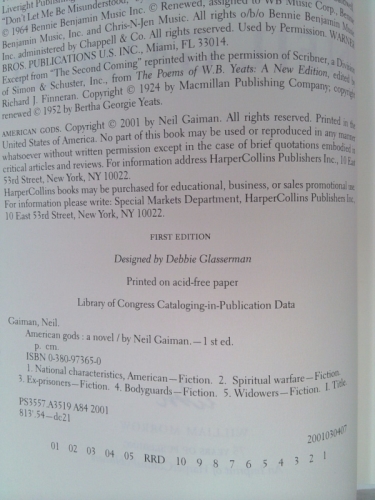 Liveright Publishing
"Don't Let Me Be Misunderstood,"
© 1964 Bennie Benjamin Music Inc. © Renewed, assigned to WB Music Corp., Bennie
Benjamin Music, Inc. and Chris-N-Jen Music. All rights o/b/o Bennie Benjamin Music,
Inc. administered by Chappell & Co. All rights reserved. Used by Permission. WARNER
BROS. PUBLICATIONS U.S. INC., Miami, FL 33014.
Excerpt from "The Second Coming" reprinted with the permission of Scribner, a Division
of Simon & Schuster, Inc., from The Poems of W.B. Yeats: A New Edition, edited by
Richard J. Finneran. Copyright © 1924 by Macmillan Publishing Company; copyright
renewed © 1952 by Bertha Georgie Yeats.
AMERICAN GODS. Copyright © 2001 by Neil Gaiman. All rights reserved. Printed in the
United States of America. No part of this book may be used or reproduced in any manner
whatsoever without written permission except in the case of brief quotations embodied in
critical articles and reviews. For information address HarperCollins Publishers Inc., 10 East
53rd Street, New York, NY 10022.
HarperCollins books may be purchased for educational, business, or sales promotional use.
For information please write: Special Markets Department, HarperCollins Publishers Inc.,
10 East 53rd Street, New York, NY 10022.
FIRST EDITION
Designed by Debbie Glasserman
Printed on acid-free paper
Library of Congress Cataloging-in-Publication Data
Gaiman, Neil.
American gods : a novel / by Neil Gaiman.—1st ed.
p. cm.
ISBN 0-380-97365-0
1. National characteristics, American—Fiction. 2. Spiritual warfare—Fiction.
3. Ex-prisoners—Fiction. 4. Bodyguards—Fiction. 5. Widowers—Fiction. I. Title
PS3557.A3519 A84 2001
813'.54—dc21
2001030407
01 02 03 04 05 RRD 10 9 8 7 6 5 4 3 2 1